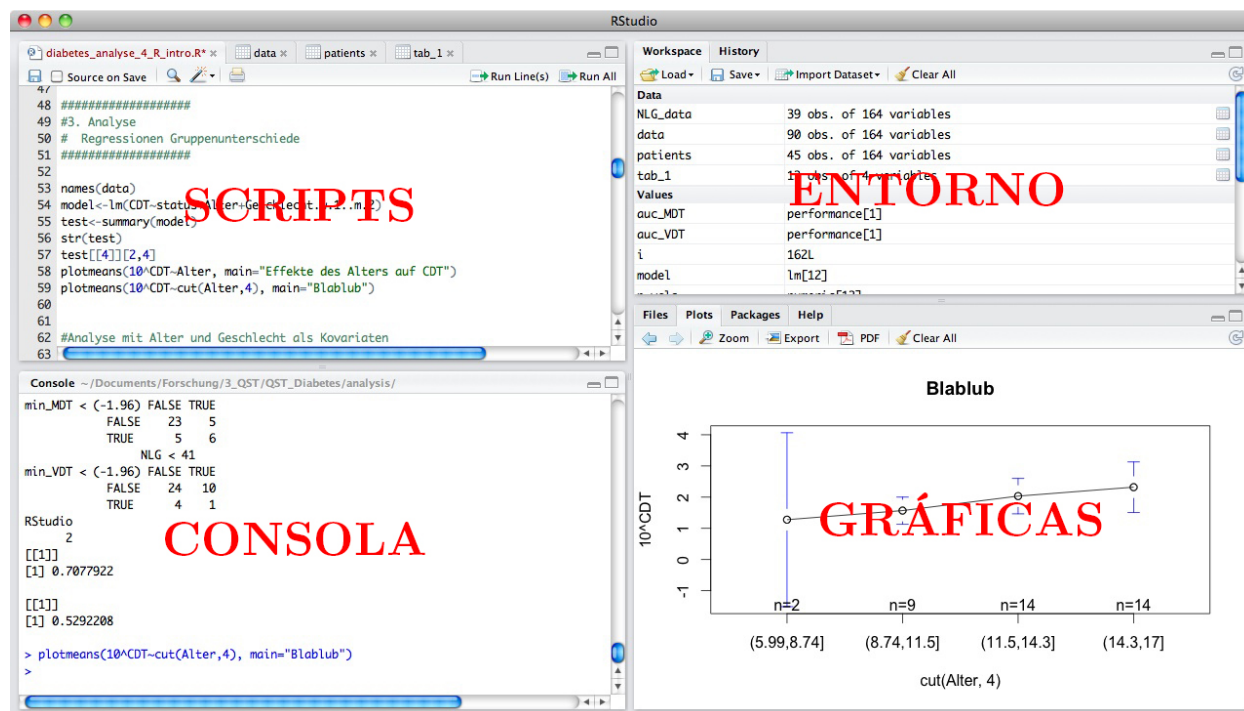 RStudio
diabetes_analyse_4_R_intro.R* × data × patients × tab_1 ×
Source on Save Run Line(s) Run All
47
48 ###################
49 #3. Analyse
50 # Regressionen Gruppenunterschiede
51 ###################
52
53 names(data)
54 model<-lm(CDT~status+Alter+Geschlecht.
55 test<-summary(model)
56 str(test)
57 test[[4]][2,4]
58 plotmeans(10^CDT~Alter, main="Effekte des Alters auf CDT")
59 plotmeans(10^CDT~cut(Alter,4), main="Blablub")
60
61
62 #Analyse mit Alter und Geschlecht als Kovariaten
63
SCRIPTS
Console ~/Documents/Forschung/3_QST/QST_Diabetes/analysis/
min_MDT < (-1.96) FALSE TRUE
FALSE 23 5
TRUE 5 6
NLG < 41
min_VDT < (-1.96) FALSE TRUE
FALSE 24 10
TRUE 4 1
RStudio
2
[[1]]
[1] 0.7077922
[[1]]
[1] 0.5292208
> plotmeans(10^CDT~cut(Alter,4), main="Blablub")
>
CONSOLA
Workspace History
Load Save Import Dataset Clear All
Data
NLG_data 39 obs. of 164 variables
data 90 obs. of 164 variables
patients 45 obs. of 164 variables
tab_1 obs. of 4 variables
Values
auc_MDT performance[1]
auc_VDT performance[1]
i 162L
model lm[12]
ENTORNO
Files Plots Packages Help
Zoom Export PDF Clear All
Blablub
10^CDT
4
3
2
1
0
-1
n=2 n=9 n=14 n=14
(5.99,8.74] (8.74,11.5] (11.5,14.3] (14.3,17]
cut(Alter, 4)
GRÁFICAS